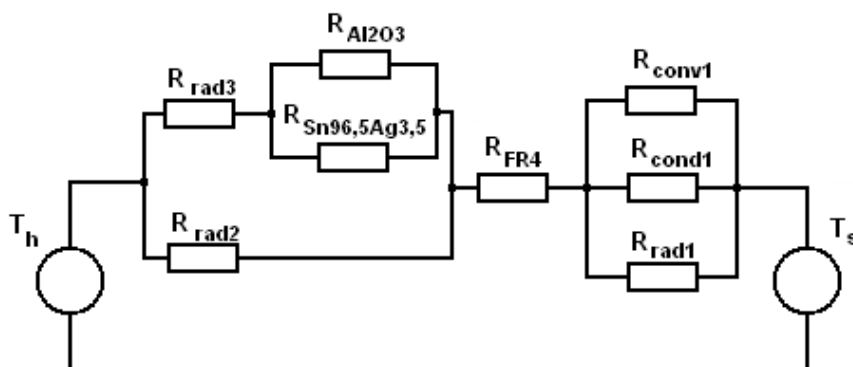 R Al2O3
R rad3
R Sn96,5Ag3,5
R conv1
R FR4
R cond1
R rad2
R rad1
T h
T s